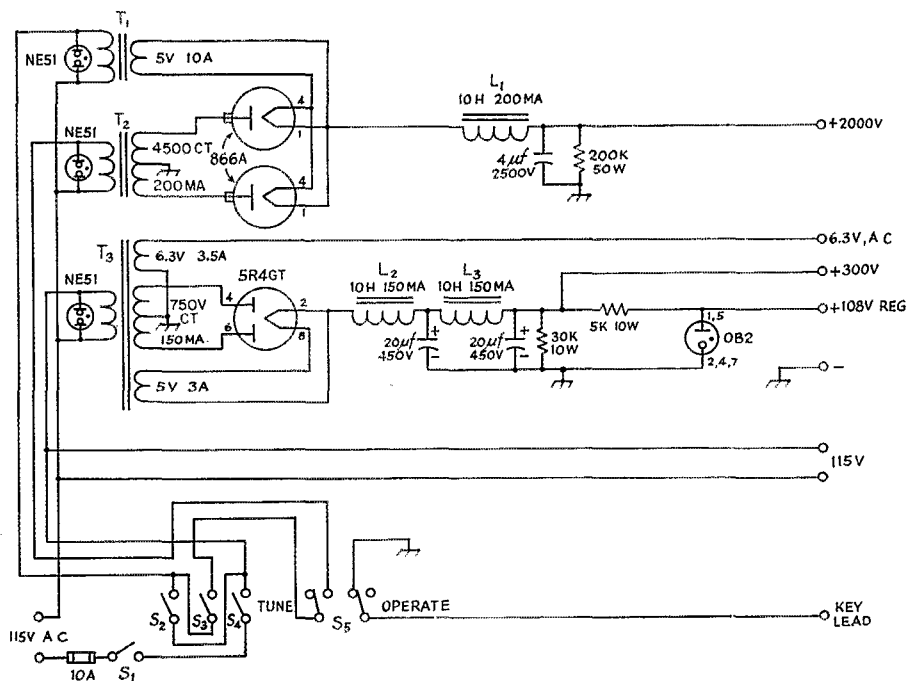 T1
NE51
5V 10A
L1
10H 200MA
4
1
+2000V
NE51
T2
4500 CT
866A
200MA
4
1
4µf
2500V
200K
50W
T3
6.3V 3.5A
6.3V, AC
NE51
5R4GT
L2
10H 150MA
L3
10H 150MA
+300V
750V
CT
150MA.
4
6
2
8
5K 10W
+108V REG
1,5
OB2
2,4,7
20µf
450V
+
-
20µf
450V
+
-
30K
10W
5V 3A
-
115V
S2
S3
S4
TUNE
S5
OPERATE
KEY
LEAD
115V AC
10A
S1